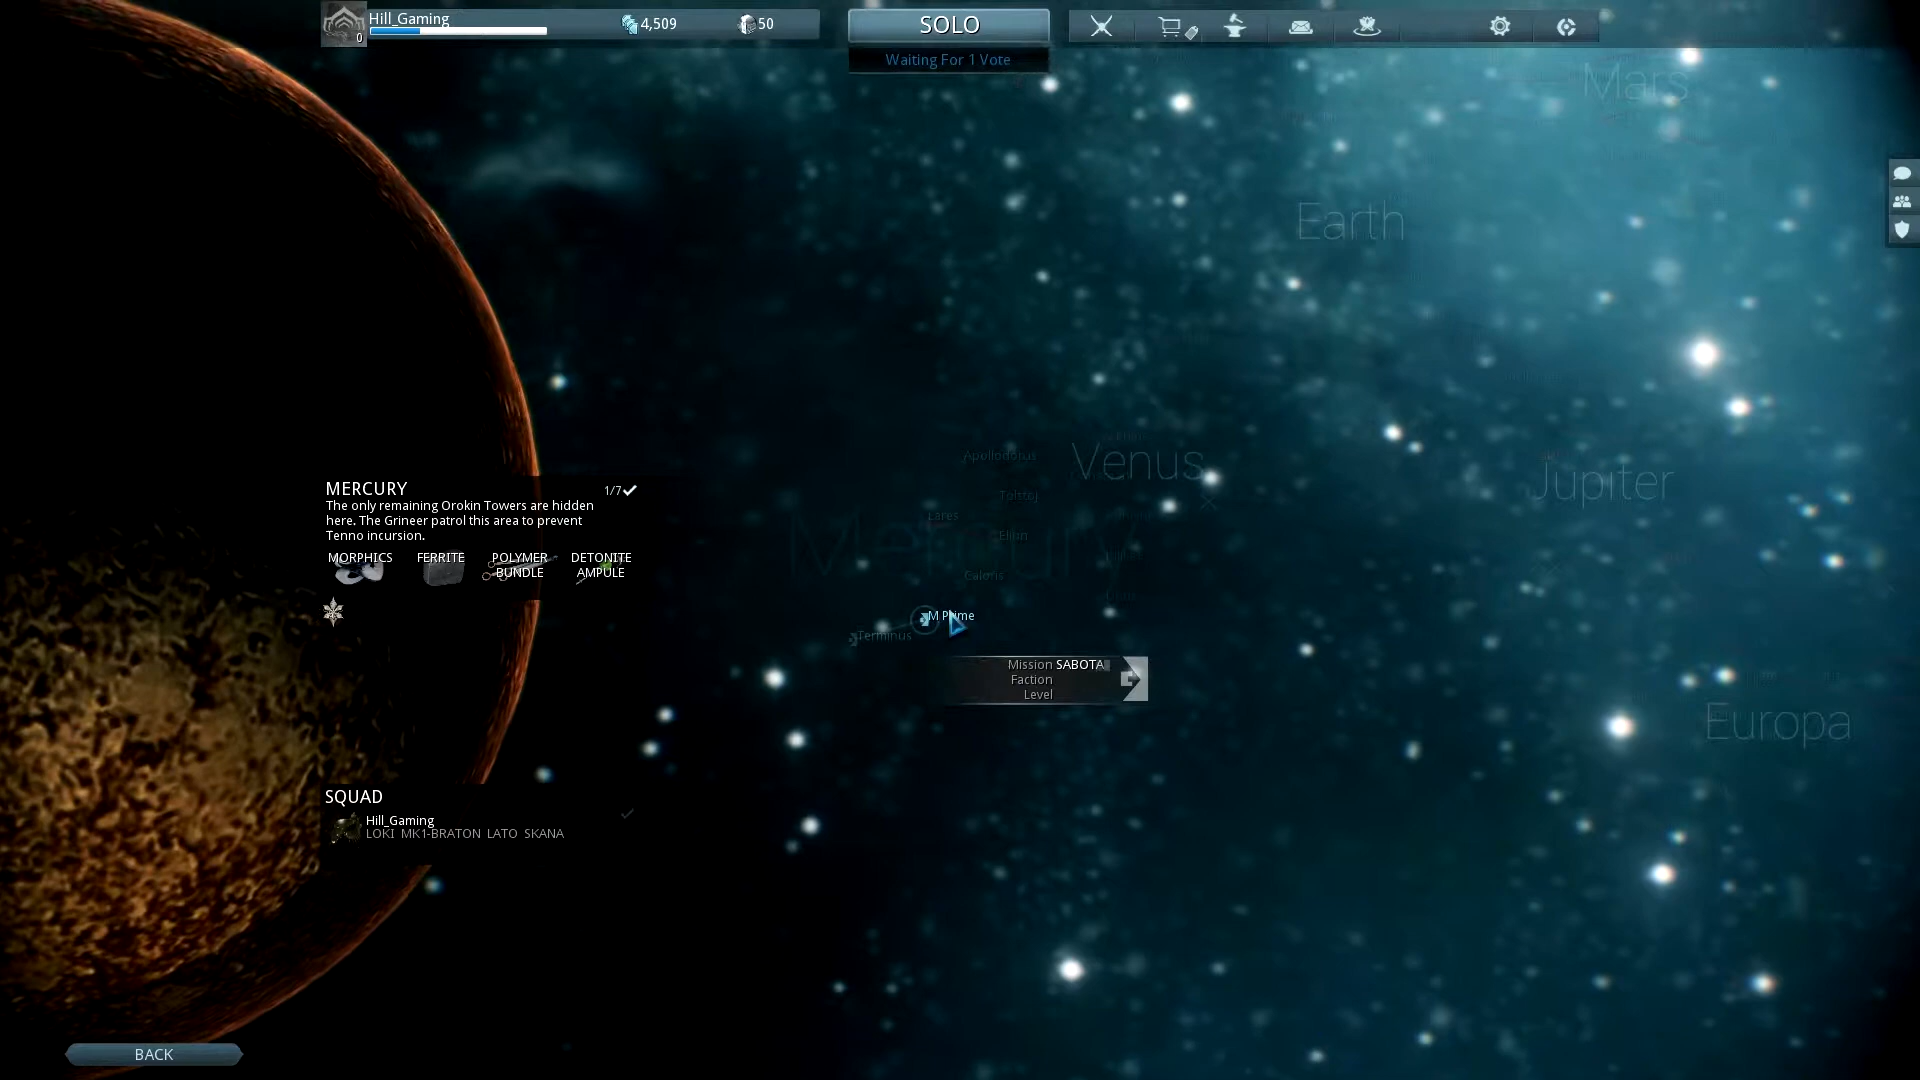 Hill_Gaming
0
4,509
50
SOLO
Waiting For 1 Vote
Mars
Earth
Venus
Jupiter
Europa
Mercury
Apollodorus
Tolstoj
Lares
Elion
Caloris
M Prime
Terminus
Mission SABOTA
Faction
Level
MERCURY
1/7
The only remaining Orokin Towers are hidden
here. The Grineer patrol this area to prevent
Tenno incursion.
MORPHICS
FERRITE
POLYMER
BUNDLE
DETONITE
AMPULE
SQUAD
Hill_Gaming
LOKI MK1-BRATON LATO SKANA
BACK